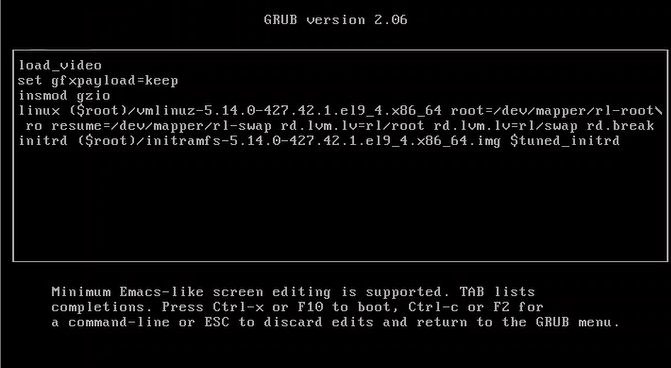 GRUB version 2.06
load_video
set gfxpayload=keep
insmod gzio
linux ($root)/vmlinuz-5.14.0-427.42.1.el9_4.x86_64 root=/dev/mapper/rl-root\
ro resume=/dev/mapper/rl-swap rd.lvm.lv=rl/root rd.lvm.lv=rl/swap rd.break
initrd ($root)/initramfs-5.14.0-427.42.1.el9_4.x86_64.img $tuned_initrd
Minimum Emacs-like screen editing is supported. TAB lists
completions. Press Ctrl-x or F10 to boot, Ctrl-c or F2 for
a command-line or ESC to discard edits and return to the GRUB menu.